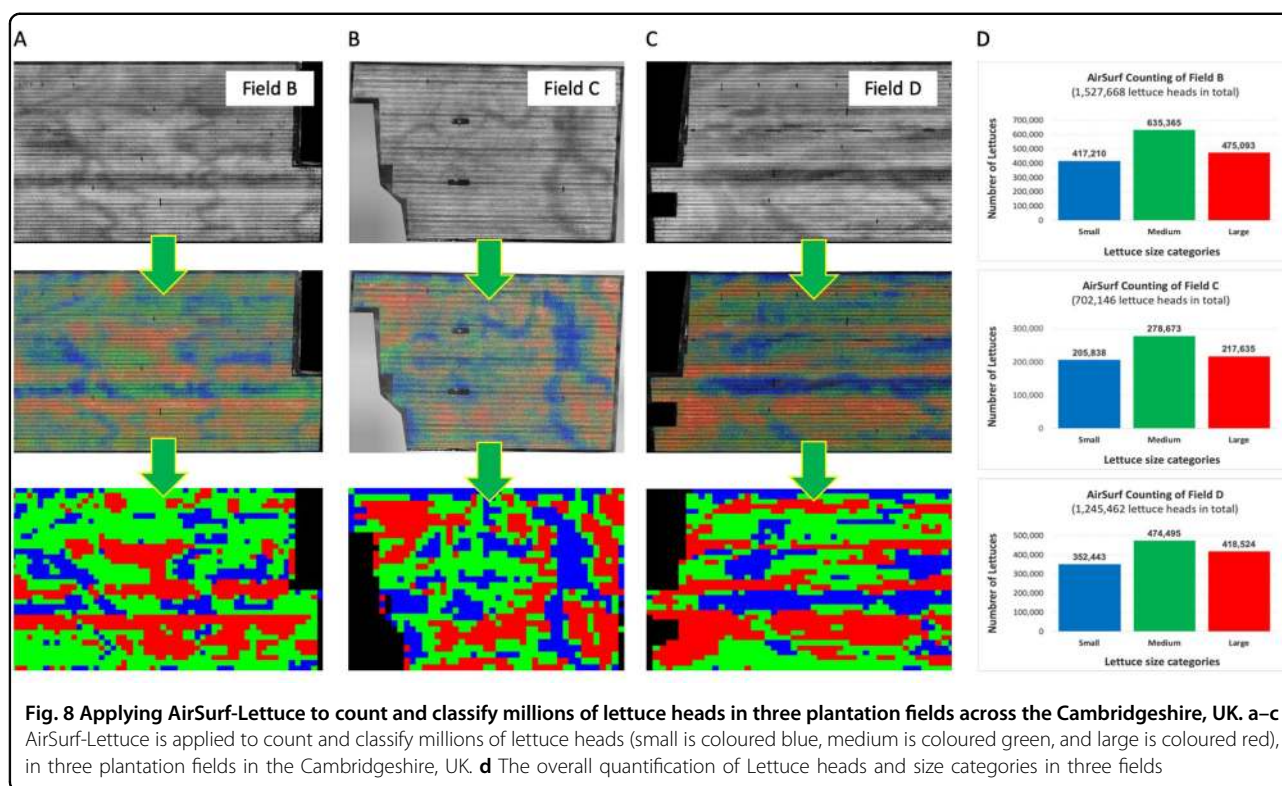 A
B
C
D
Field B
Field C
Field D
AirSurf Counting of Field B
(1,527,668 lettuce heads in total)
Numbrer of Lettuces
700,000
600,000
500,000
400,000
300,000
200,000
100,000
0
417,210
635,365
475,093
Small
Medium
Large
Lettuce size categories
AirSurf Counting of Field C
(702,146 lettuce heads in total)
Numbrer of Lettuces
300,000
200,000
100,000
0
205,838
278,673
217,635
Small
Medium
Large
Lettuce size categories
AirSurf Counting of Field D
(1,245,462 lettuce heads in total)
Numbrer of Lettuces
500,000
400,000
300,000
200,000
100,000
0
352,443
474,495
418,524
Small
Medium
Large
Lettuce size categories
Fig. 8 Applying AirSurf-Lettuce to count and classify millions of lettuce heads in three plantation fields across the Cambridgeshire, UK. a–c
AirSurf-Lettuce is applied to count and classify millions of lettuce heads (small is coloured blue, medium is coloured green, and large is coloured red),
in three plantation fields in the Cambridgeshire, UK. d The overall quantification of Lettuce heads and size categories in three fields